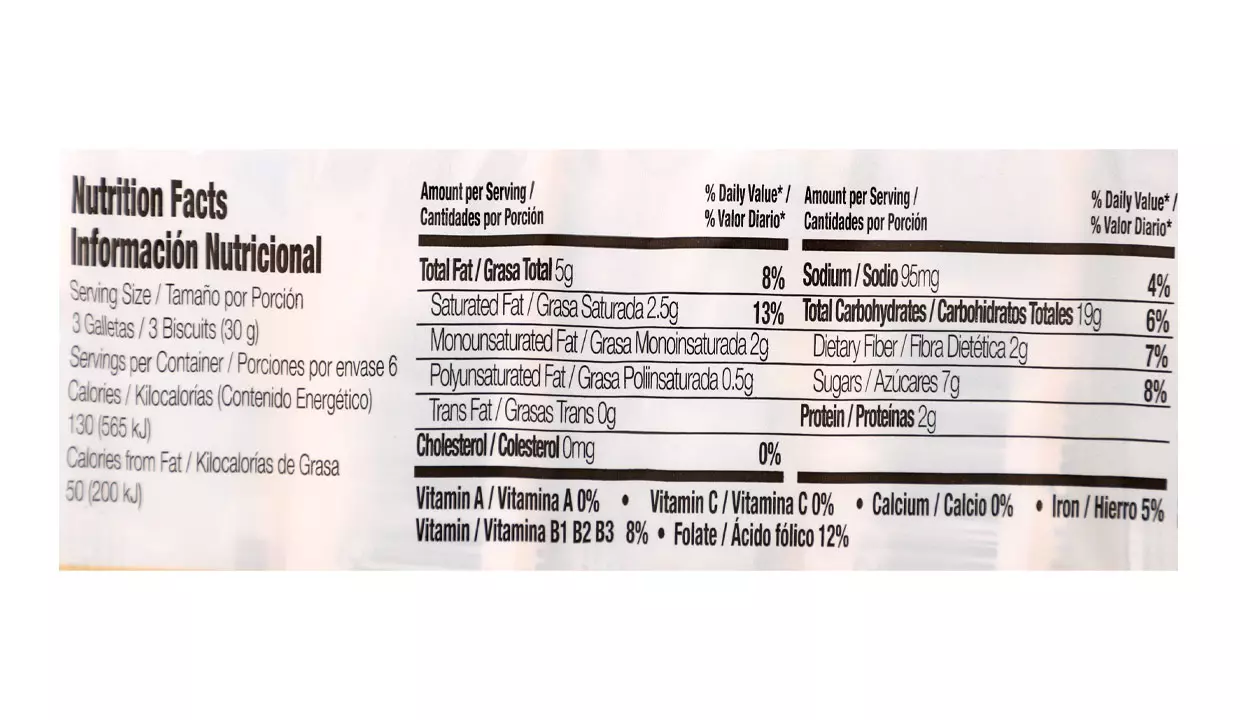 Nutrition Facts
Información Nutricional
Serving Size / Tamaño por Porción
3 Galletas / 3 Biscuits (30 g)
Servings per Container / Porciones por envase 6
Calories / Kilocalorías (Contenido Energético)
130 (565 kJ)
Calories from Fat / Kilocalorías de Grasa
50 (200 kJ)
Amount per Serving / % Daily Value* /
Cantidades por Porción % Valor Diario*
Total Fat / Grasa Total 5g 8%
Saturated Fat / Grasa Saturada 2.5g 13%
Monounsaturated Fat / Grasa Monoinsaturada 2g
Polyunsaturated Fat / Grasa Poliinsaturada 0.5g
Trans Fat / Grasas Trans 0g
Cholesterol / Colesterol 0mg 0%
Amount per Serving / % Daily Value* /
Cantidades por Porción % Valor Diario*
Sodium / Sodio 95mg 4%
Total Carbohydrates / Carbohidratos Totales 19g 6%
Dietary Fiber / Fibra Dietética 2g 7%
Sugars / Azúcares 7g 8%
Protein / Proteínas 2g
Vitamin A / Vitamina A 0% • Vitamin C / Vitamina C 0% • Calcium / Calcio 0% • Iron / Hierro 5%
Vitamin / Vitamina B1 B2 B3 8% • Folate / Ácido fólico 12%